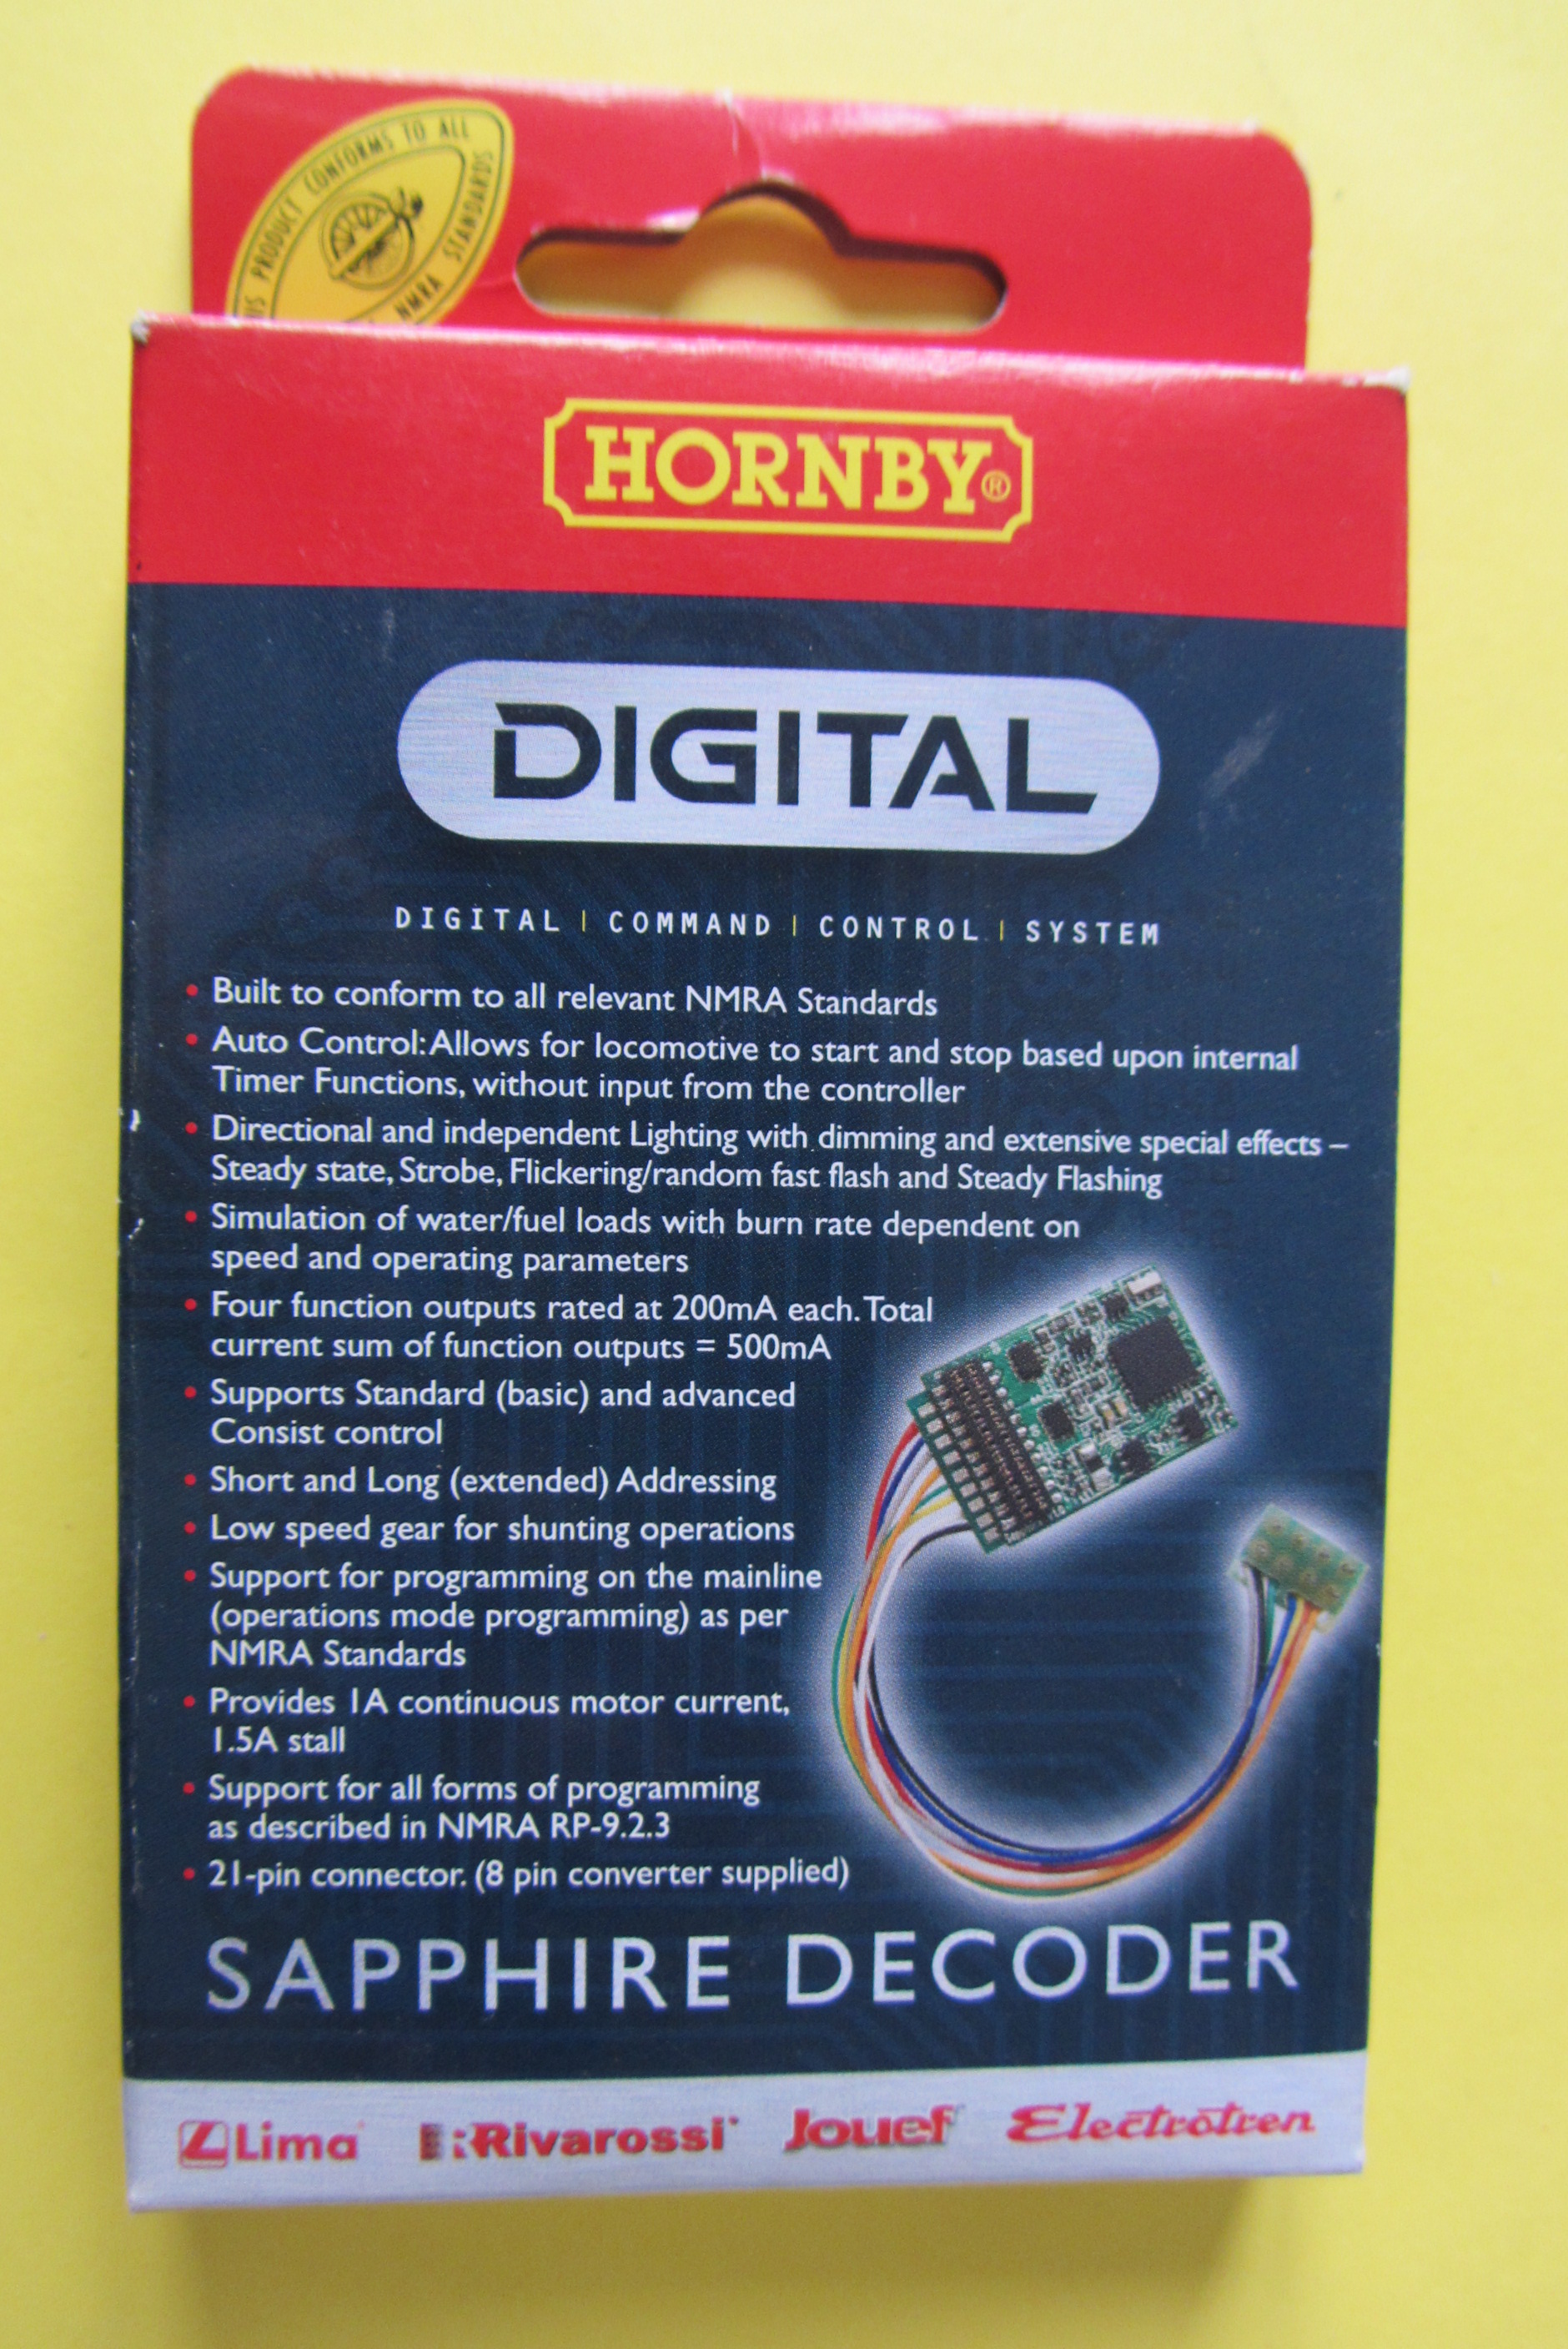 THIS PRODUCT CONFORMS TO ALL
NMRA STANDARDS
HORNBY®
DIGITAL
DIGITAL | COMMAND | CONTROL | SYSTEM
• Built to conform to all relevant NMRA Standards
• Auto Control: Allows for locomotive to start and stop based upon internal
Timer Functions, without input from the controller
• Directional and independent Lighting with dimming and extensive special effects –
Steady state, Strobe, Flickering/random fast flash and Steady Flashing
• Simulation of water/fuel loads with burn rate dependent on
speed and operating parameters
• Four function outputs rated at 200mA each. Total
current sum of function outputs = 500mA
• Supports Standard (basic) and advanced
Consist control
• Short and Long (extended) Addressing
• Low speed gear for shunting operations
• Support for programming on the mainline
(operations mode programming) as per
NMRA Standards
• Provides 1A continuous motor current,
1.5A stall
• Support for all forms of programming
as described in NMRA RP-9.2.3
• 21-pin connector. (8 pin converter supplied)
SAPPHIRE DECODER
Lima Rivarossi Jouef Electrotren